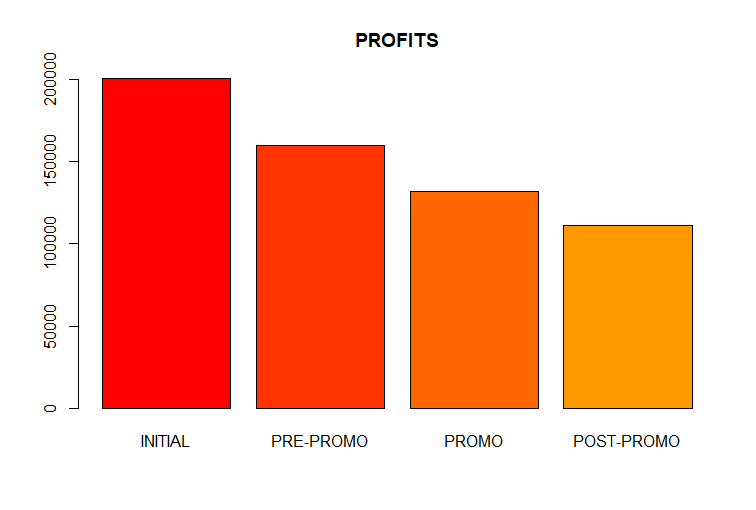 PROFITS
200000
150000
100000
50000
0
INITIAL PRE-PROMO PROMO POST-PROMO